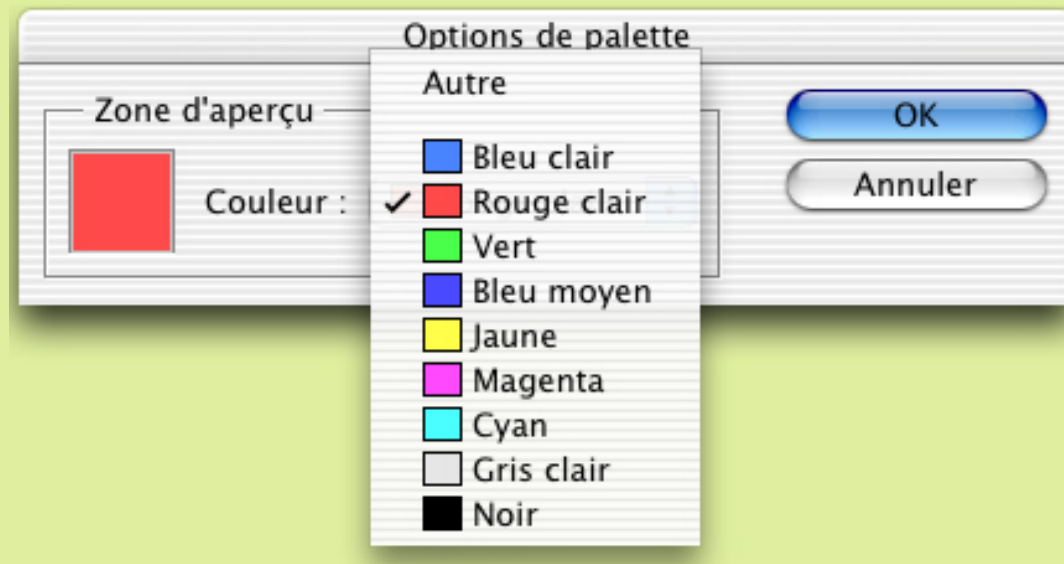 Options de palette
Zone d'aperçu
Couleur :
Autre
Bleu clair
Rouge clair
Vert
Bleu moyen
Jaune
Magenta
Cyan
Gris clair
Noir
OK
Annuler